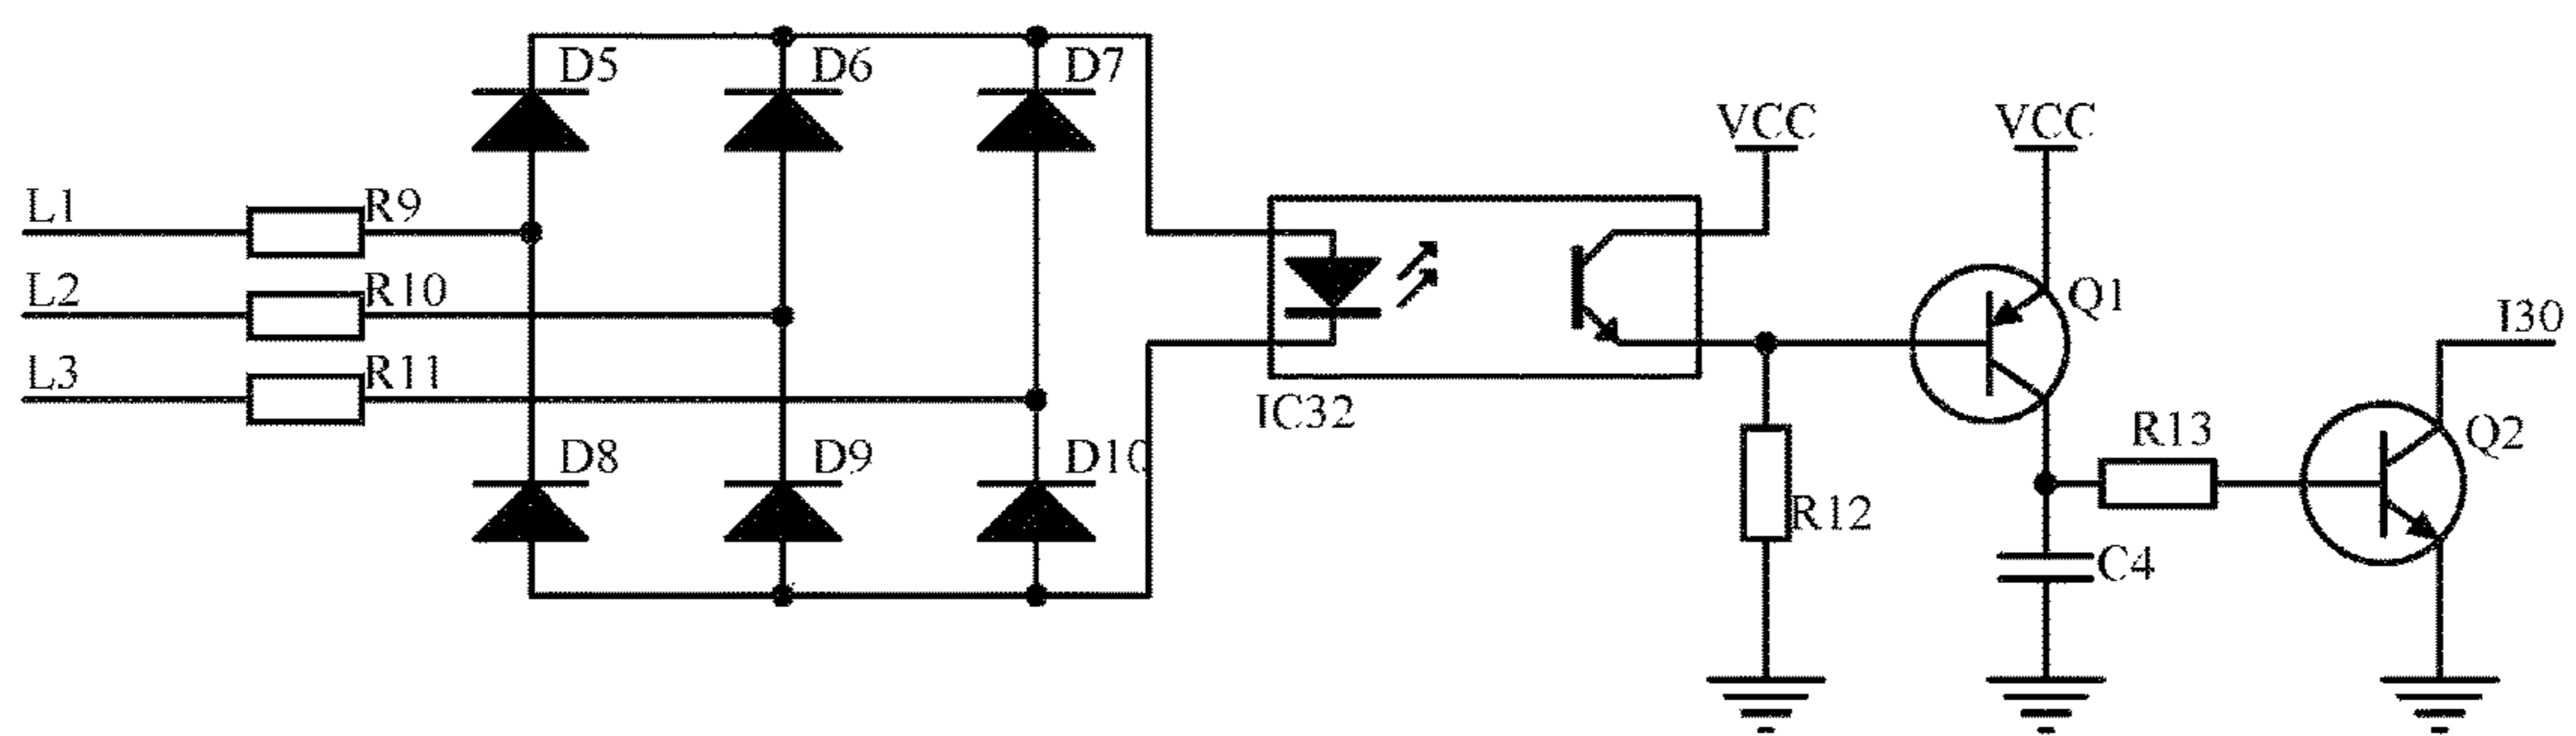 D5 D6 D7
VCC VCC
L1 R9
L2 R10 Q1
L3 R11 I30
IC32
D8 D9 D10 R13 Q2
R12
C4